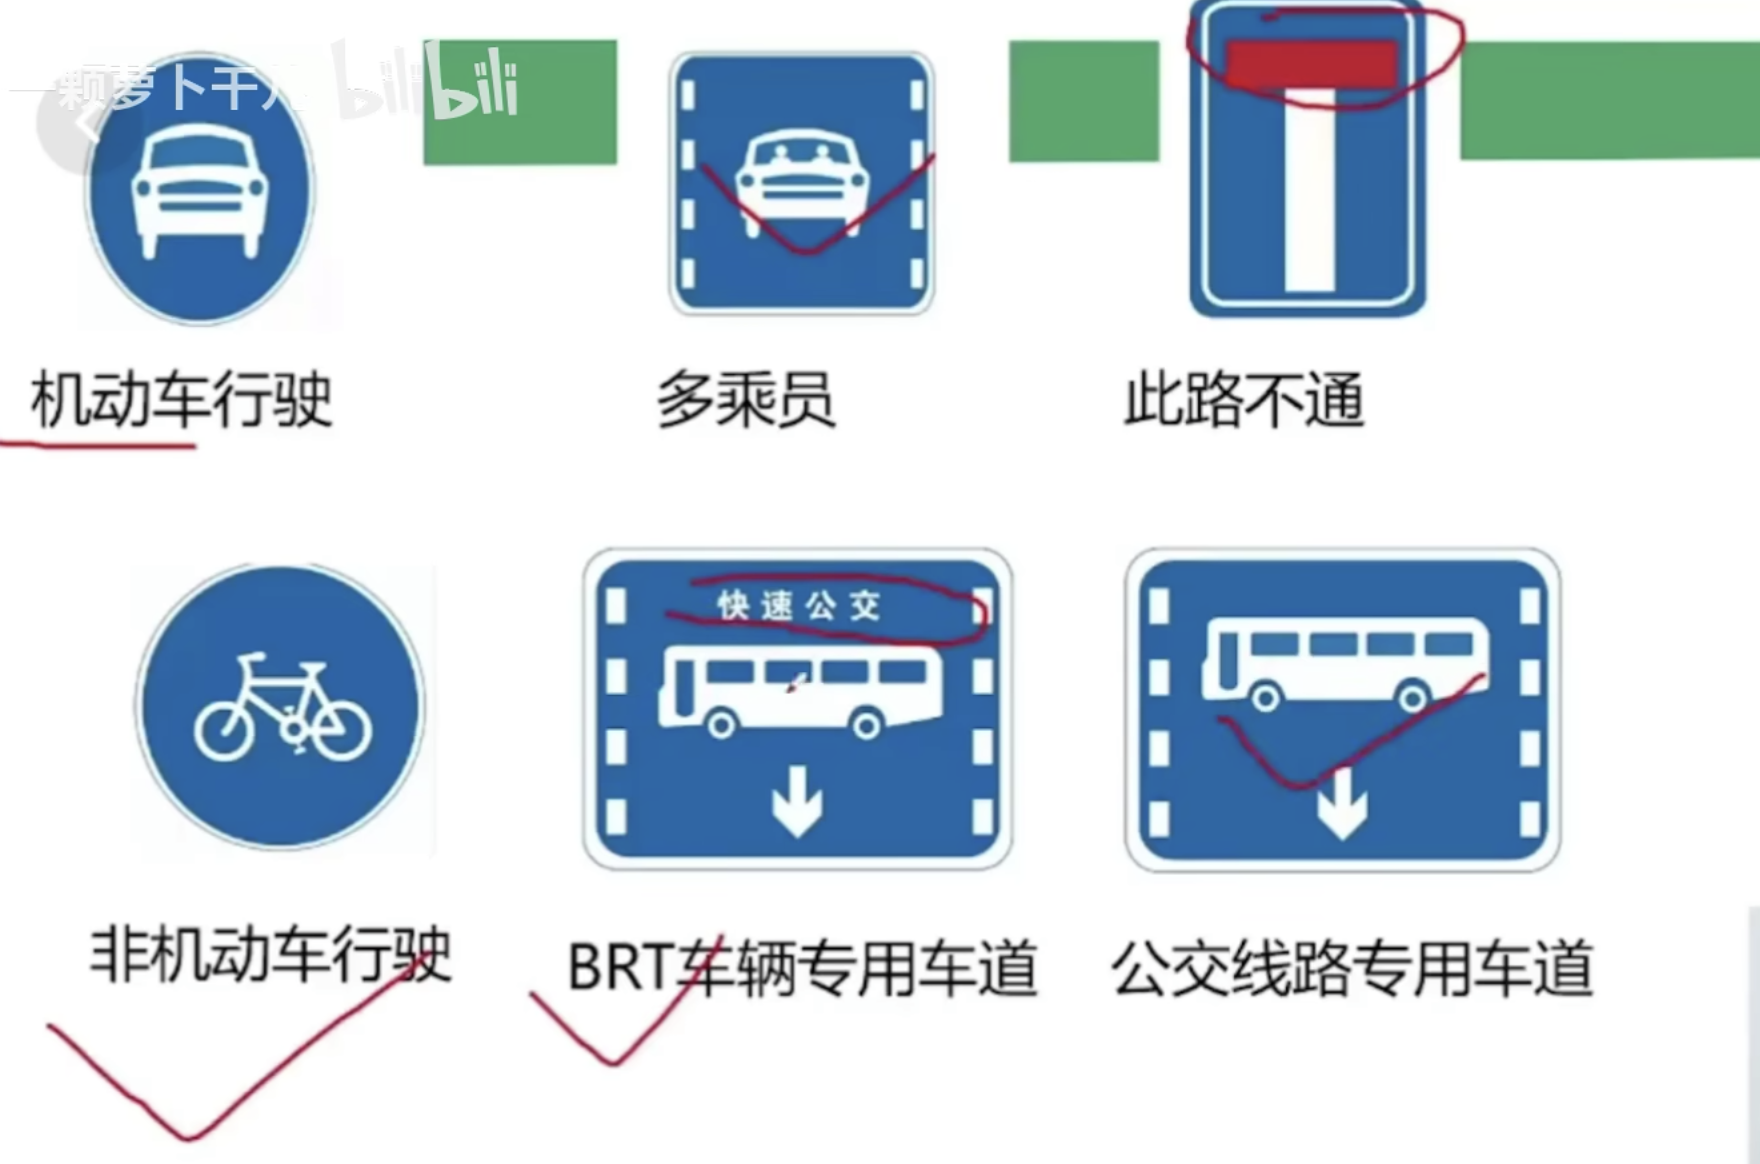 一颗萝卜干 bilibili
机动车行驶
多乘员
此路不通
快速公交
非机动车行驶
BRT车辆专用车道
公交线路专用车道